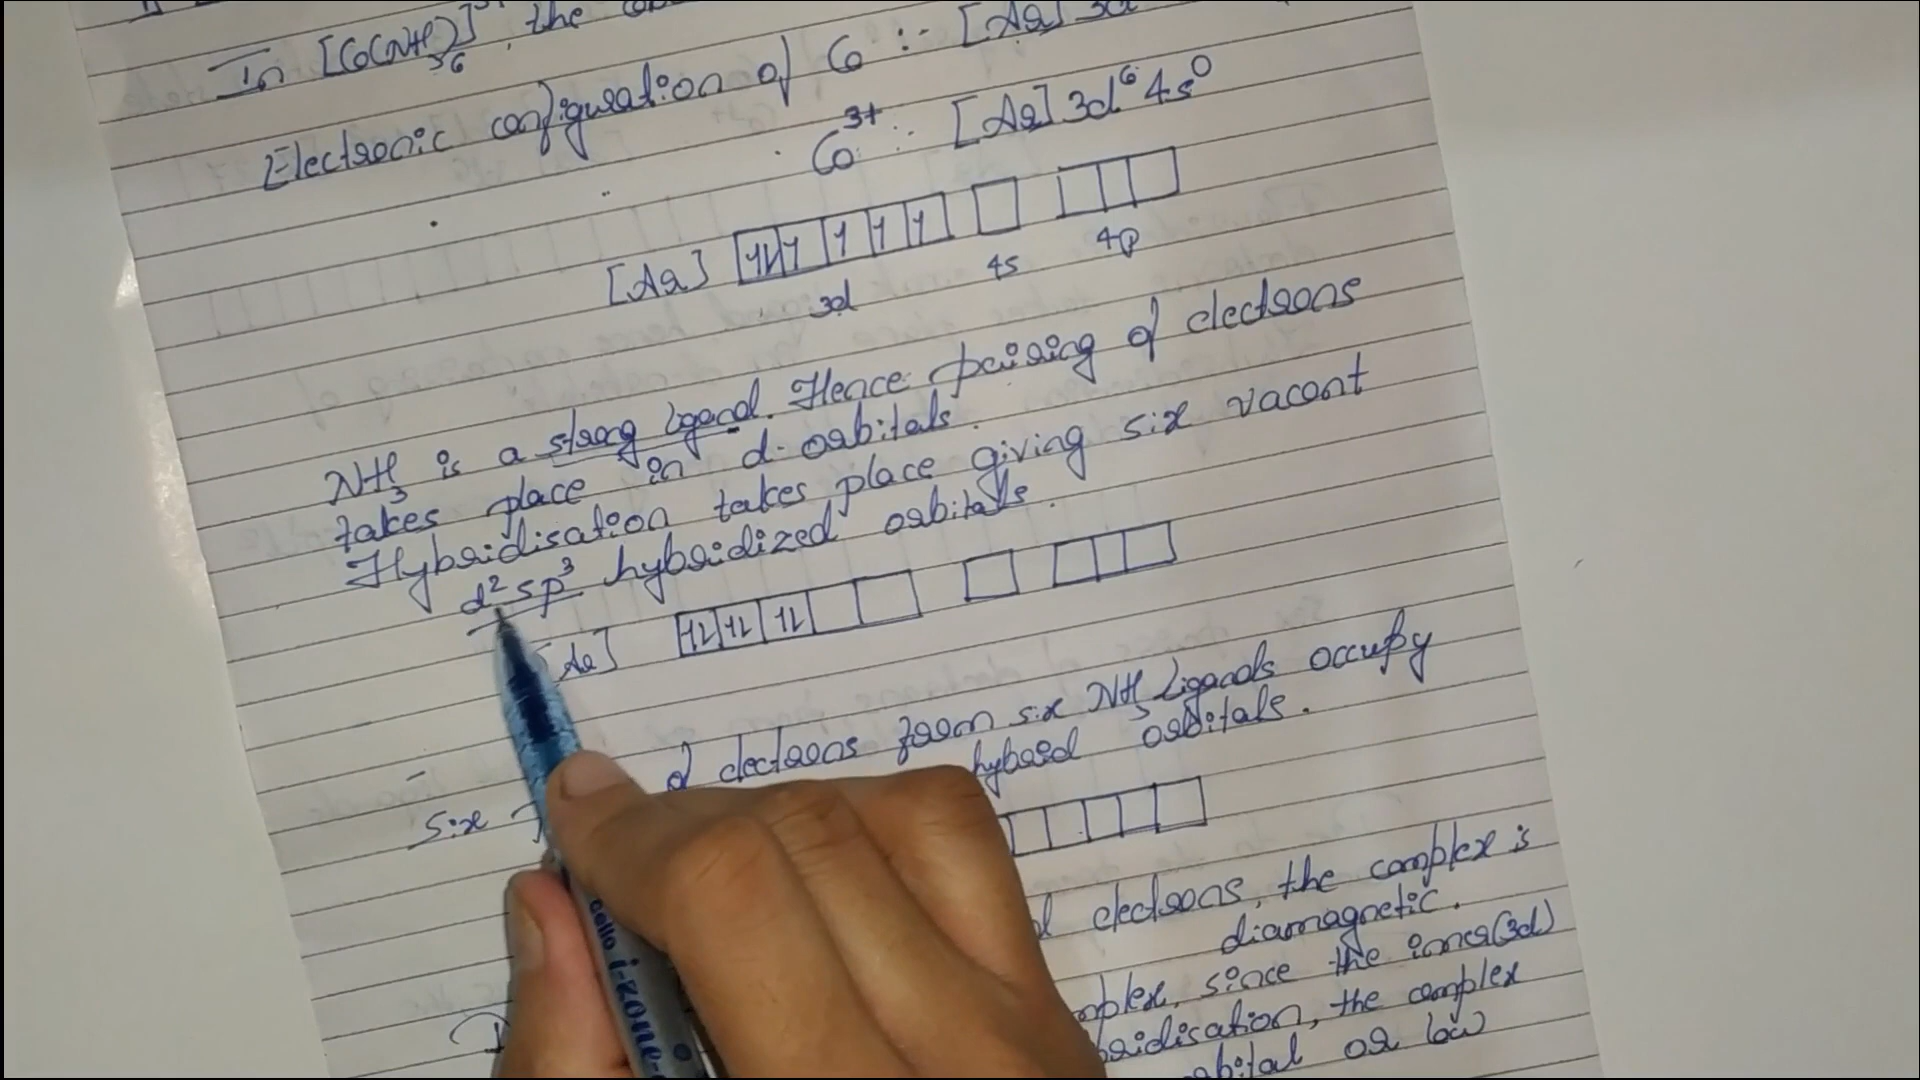 In [Co(NH3)6]3+, the
Electronic configuration of Co :- [Ar] 3d
Co3+ :- [Ar] 3d6 4s0
[Ar] 1L 1 1 1 1
3d 4s 4p
NH3 is a strong ligand. Hence pairing of electrons
takes place in d-orbitals.
Hybridisation takes place giving six vacant
d2sp3 hybridized orbitals.
[Ar] 1L 1L 1L
Six of electrons from six NH3 ligands occupy
hybrid orbitals.
electrons, the complex is
diamagnetic.
complex. since the inner(3d)
the complex
or low
cello i-zone